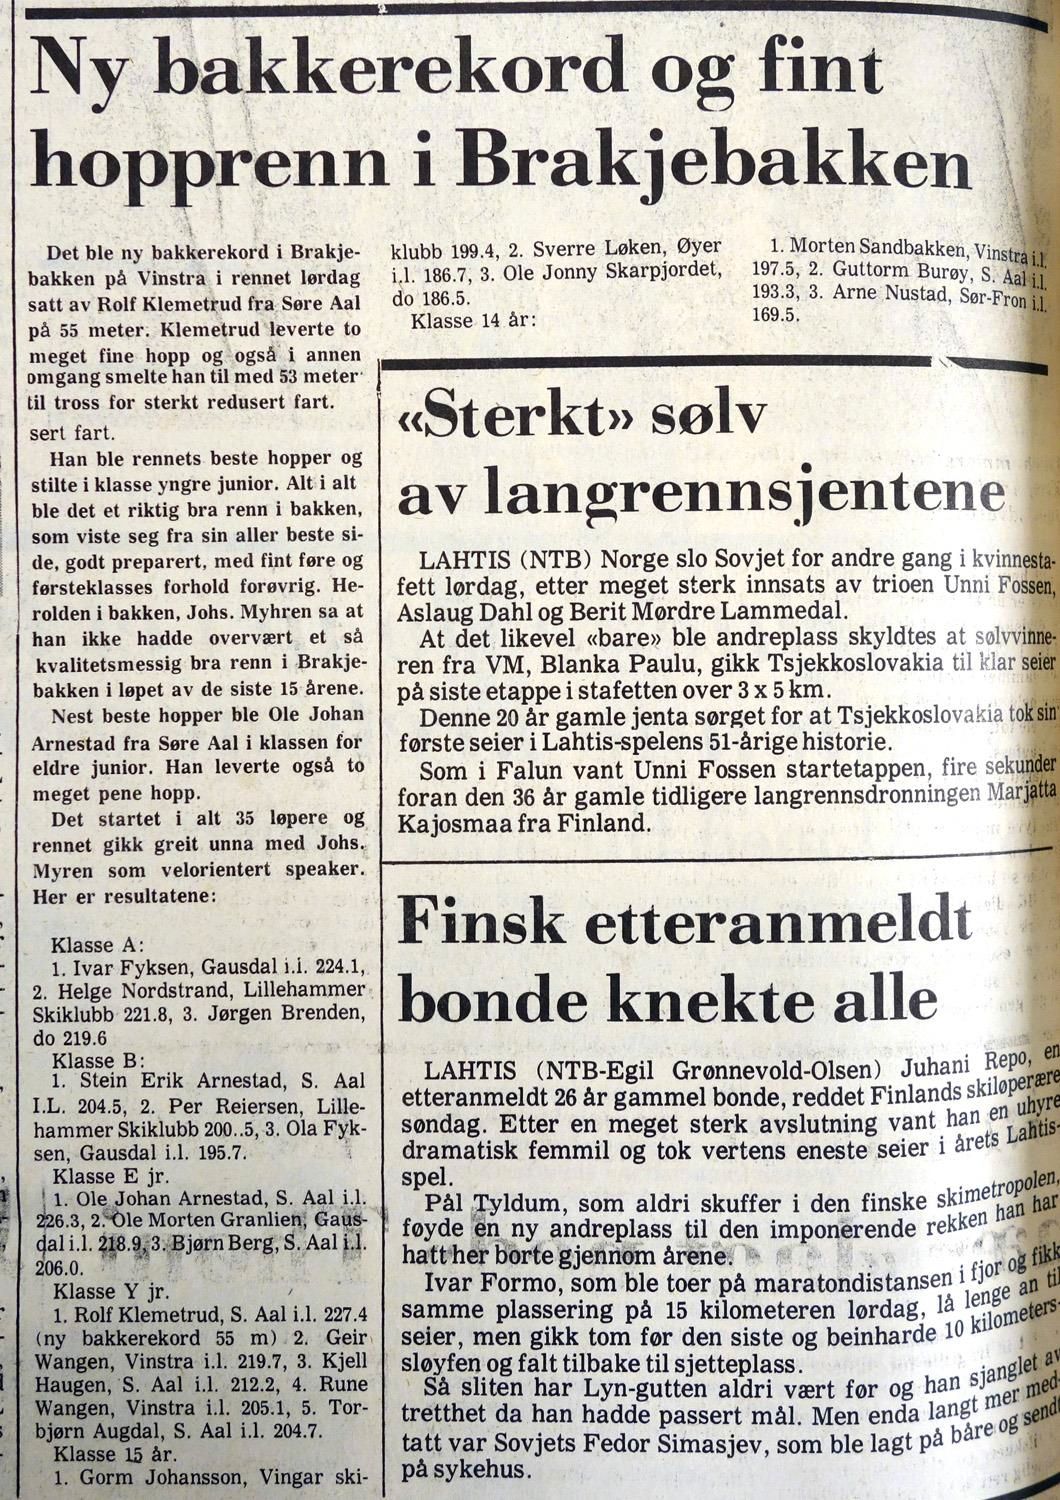 Ny bakkerekord og fint
hopprenn i Brakjebakken
Det ble ny bakkerekord i Brakje-
bakken på Vinstra i rennet lørdag
satt av Rolf Klemetrud fra Søre Aal
på 55 meter. Klemetrud leverte to
meget fine hopp og også i annen
omgang smelte han til med 53 meter
til tross for sterkt redusert fart.
sert fart.
Han ble rennets beste hopper og
stilte i klasse yngre junior. Alt i alt
ble det et riktig bra renn i bakken,
som viste seg fra sin aller beste si-
de, godt preparert, med fint føre og
førsteklasses forhold forøvrig. He-
rolden i bakken, Johs. Myhren sa at
han ikke hadde overvært et så
kvalitetsmessig bra renn i Brakje-
bakken i løpet av de siste 15 årene.
Nest beste hopper ble Ole Johan
Arnestad fra Søre Aal i klassen for
eldre junior. Han leverte også to
meget pene hopp.
Det startet i alt 35 løpere og
rennet gikk greit unna med Johs.
Myren som velorientert speaker.
Her er resultatene:
Klasse A:
1. Ivar Fyksen, Gausdal i.l. 224.1,
2. Helge Nordstrand, Lillehammer
Skiklubb 221.8, 3. Jørgen Brenden,
do 219.6
Klasse B:
1. Stein Erik Arnestad, S. Aal
I.L. 204.5, 2. Per Reiersen, Lille-
hammer Skiklubb 200..5, 3. Ola Fyk-
sen, Gausdal i.l. 195.7.
Klasse E jr.
1. Ole Johan Arnestad, S. Aal i.l.
226.3, 2. Ole Morten Granlien, Gaus-
dal i.l. 218.9, 3. Bjørn Berg, S. Aal i.l.
206.0.
Klasse Y jr.
1. Rolf Klemetrud, S. Aal i.l. 227.4
(ny bakkerekord 55 m) 2. Geir
Wangen, Vinstra i.l. 219.7, 3. Kjell
Haugen, S. Aal i.l. 212.2, 4. Rune
Wangen, Vinstra i.l. 205.1, 5. Tor-
bjørn Augdal, S. Aal i.l. 204.7.
Klasse 15 år.
1. Gorm Johansson, Vingar ski-
klubb 199.4, 2. Sverre Løken, Øyer
i.l. 186.7, 3. Ole Jonny Skarpjordet,
do 186.5.
Klasse 14 år:
1. Morten Sandbakken, Vinstra i.l.
197.5, 2. Guttorm Burøy, S. Aal i.l.
193.3, 3. Arne Nustad, Sør-Fron i.l.
169.5.
«Sterkt» sølv
av langrennsjentene
LAHTIS (NTB) Norge slo Sovjet for andre gang i kvinnesta-
fett lørdag, etter meget sterk innsats av trioen Unni Fossen,
Aslaug Dahl og Berit Mørdre Lammedal.
At det likevel «bare» ble andreplass skyldtes at sølvvinne-
ren fra VM, Blanka Paulu, gikk Tsjekkoslovakia til klar seier
på siste etappe i stafetten over 3 x 5 km.
Denne 20 år gamle jenta sørget for at Tsjekkoslovakia tok sin
første seier i Lahtis-spelens 51-årige historie.
Som i Falun vant Unni Fossen startetappen, fire sekunder
foran den 36 år gamle tidligere langrennsdronningen Marjatta
Kajosmaa fra Finland.
Finsk etteranmeldt
bonde knekte alle
LAHTIS (NTB-Egil Grønnevold-Olsen) Juhani Repo, en
etteranmeldt 26 år gammel bonde, reddet Finlands skiløperære
søndag. Etter en meget sterk avslutning vant han en uhyre
dramatisk femmil og tok vertens eneste seier i årets Lahtis-
spel.
Pål Tyldum, som aldri skuffer i den finske skimetropolen,
føyde en ny andreplass til den imponerende rekken han har
hatt her borte gjennom årene.
Ivar Formo, som ble toer på maratondistansen i fjor og fikk
samme plassering på 15 kilometeren lørdag, lå lenge an til
seier, men gikk tom før den siste og beinharde 10 kilometers-
sløyfen og falt tilbake til sjetteplass.
Så sliten har Lyn-gutten aldri vært før og han sjanglet av
tretthet da han hadde passert mål. Men enda langt mer med-
tatt var Sovjets Fedor Simasjev, som ble lagt på båre og sendt
på sykehus.